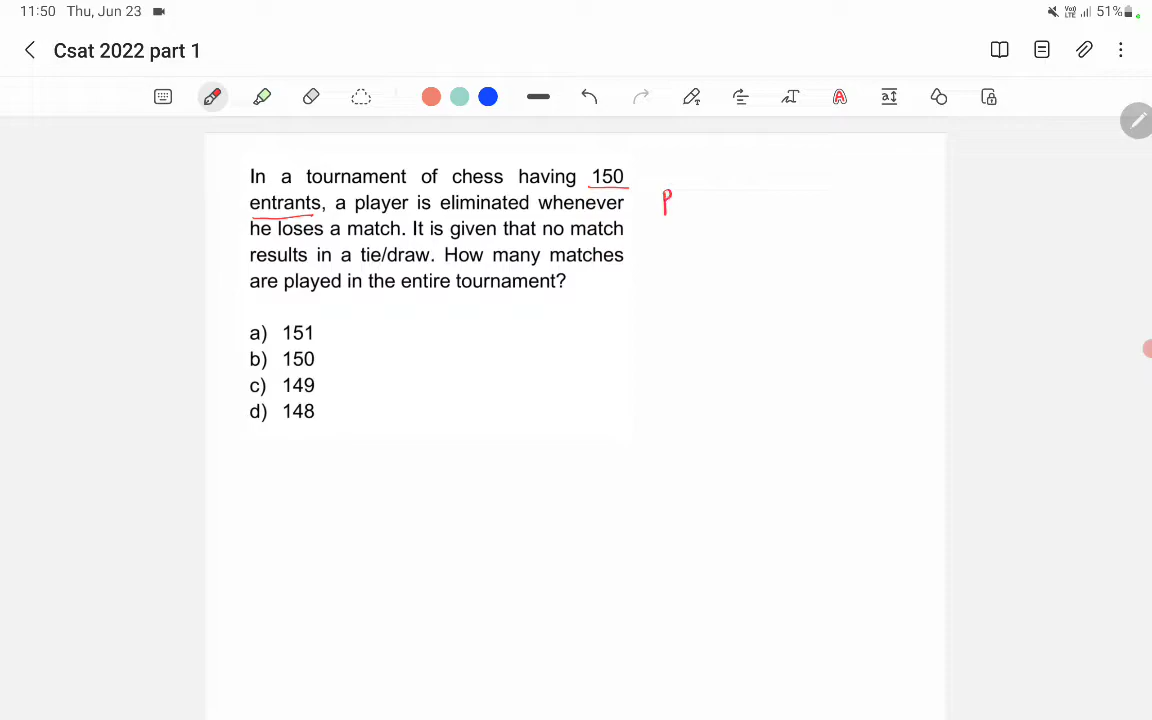 11:50 Thu, Jun 23 51%
Csat 2022 part 1
In a tournament of chess having 150
entrants, a player is eliminated whenever
he loses a match. It is given that no match
results in a tie/draw. How many matches
are played in the entire tournament?
P
a) 151
b) 150
c) 149
d) 148